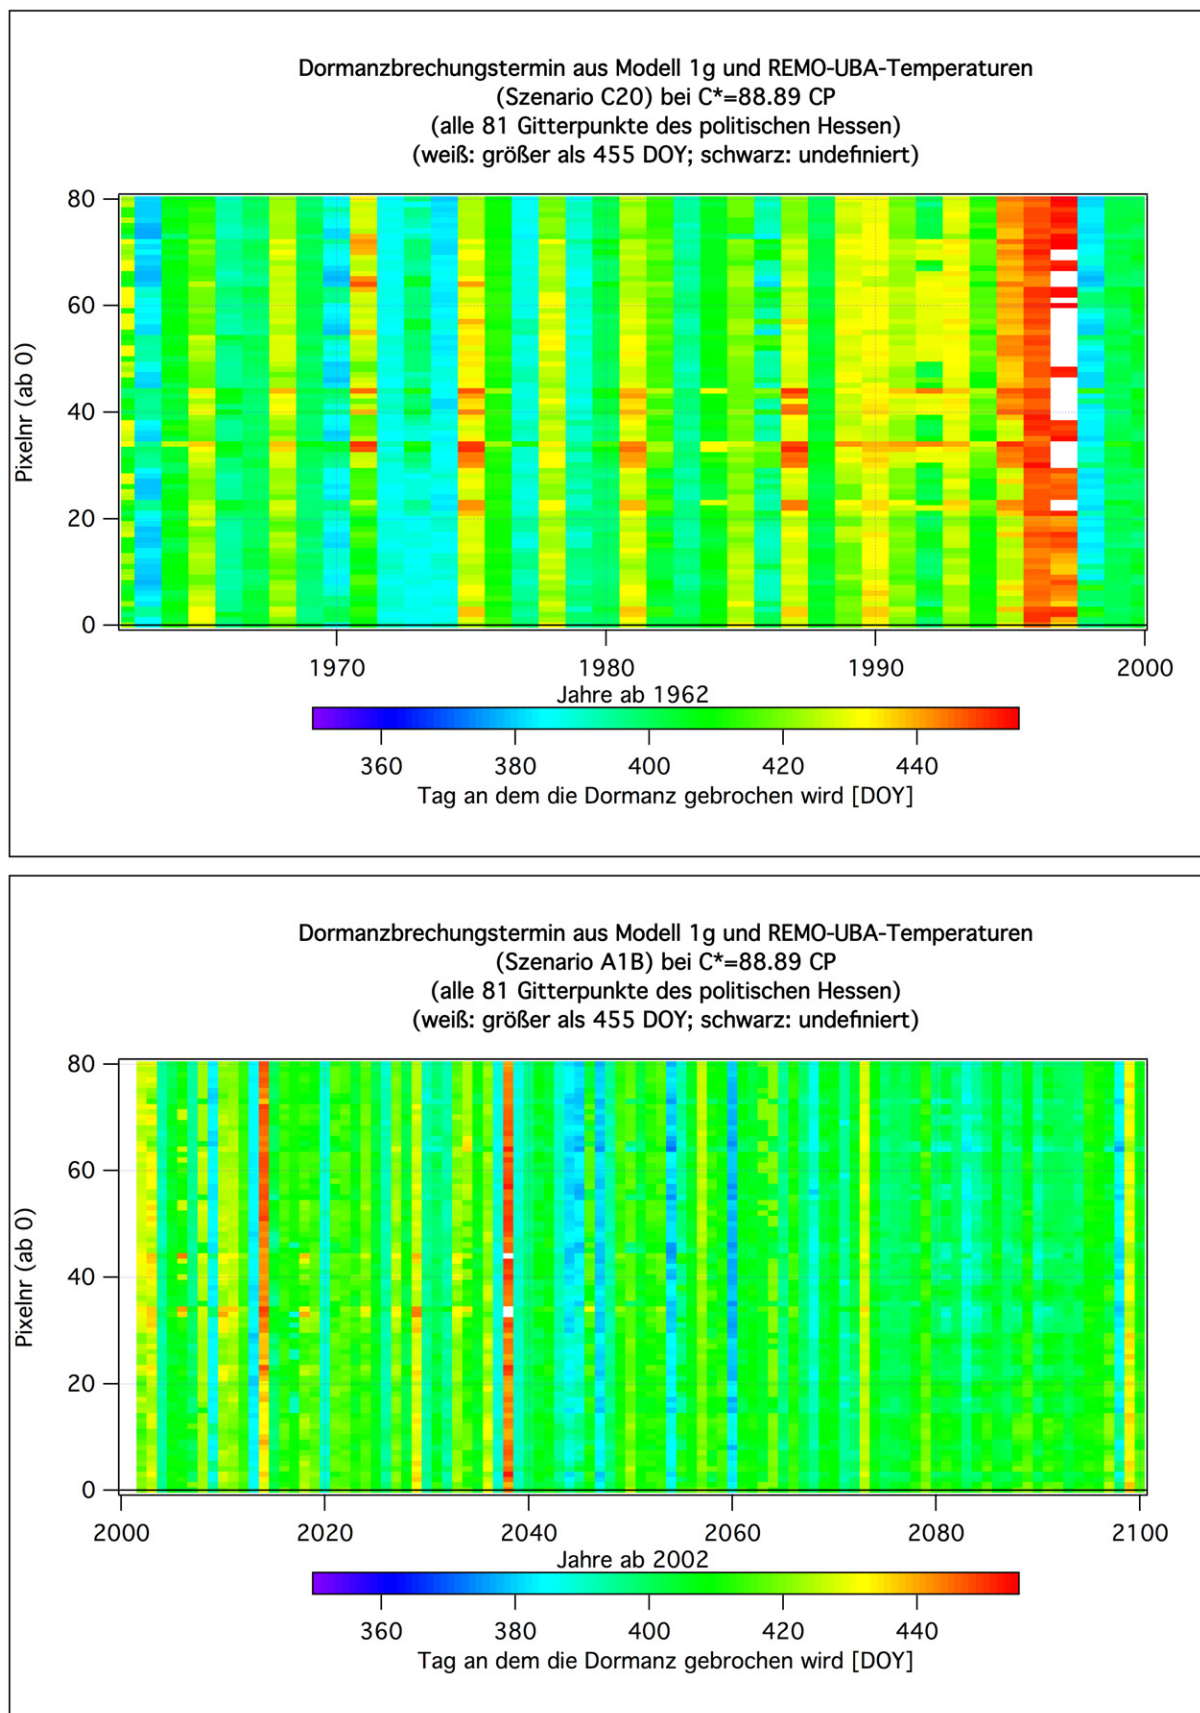 Dormanzbrechungstermin aus Modell 1g und REMO-UBA-Temperaturen
(Szenario C20) bei C*=88.89 CP
(alle 81 Gitterpunkte des politischen Hessen)
(weiß: größer als 455 DOY; schwarz: undefiniert)
80
60
40
20
0
Pixelnr (ab 0)
1970
1980
1990
2000
Jahre ab 1962
360
380
400
420
440
Tag an dem die Dormanz gebrochen wird [DOY]
Dormanzbrechungstermin aus Modell 1g und REMO-UBA-Temperaturen
(Szenario A1B) bei C*=88.89 CP
(alle 81 Gitterpunkte des politischen Hessen)
(weiß: größer als 455 DOY; schwarz: undefiniert)
80
60
40
20
0
Pixelnr (ab 0)
2000
2020
2040
2060
2080
2100
Jahre ab 2002
360
380
400
420
440
Tag an dem die Dormanz gebrochen wird [DOY]